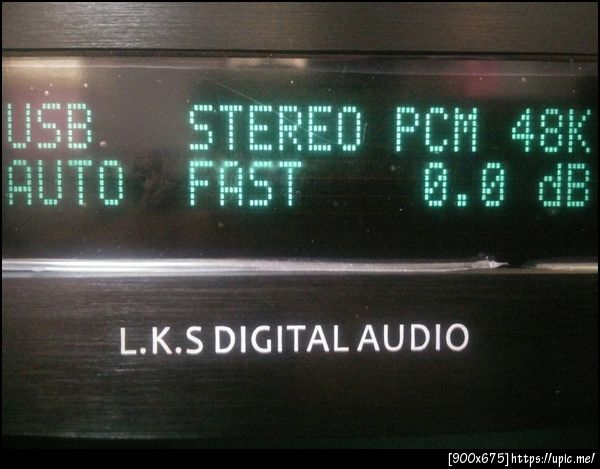 USB STEREO PCM 48K
AUTO FAST 0.0 dB
L.K.S DIGITAL AUDIO
[900x675]https://upic.me/